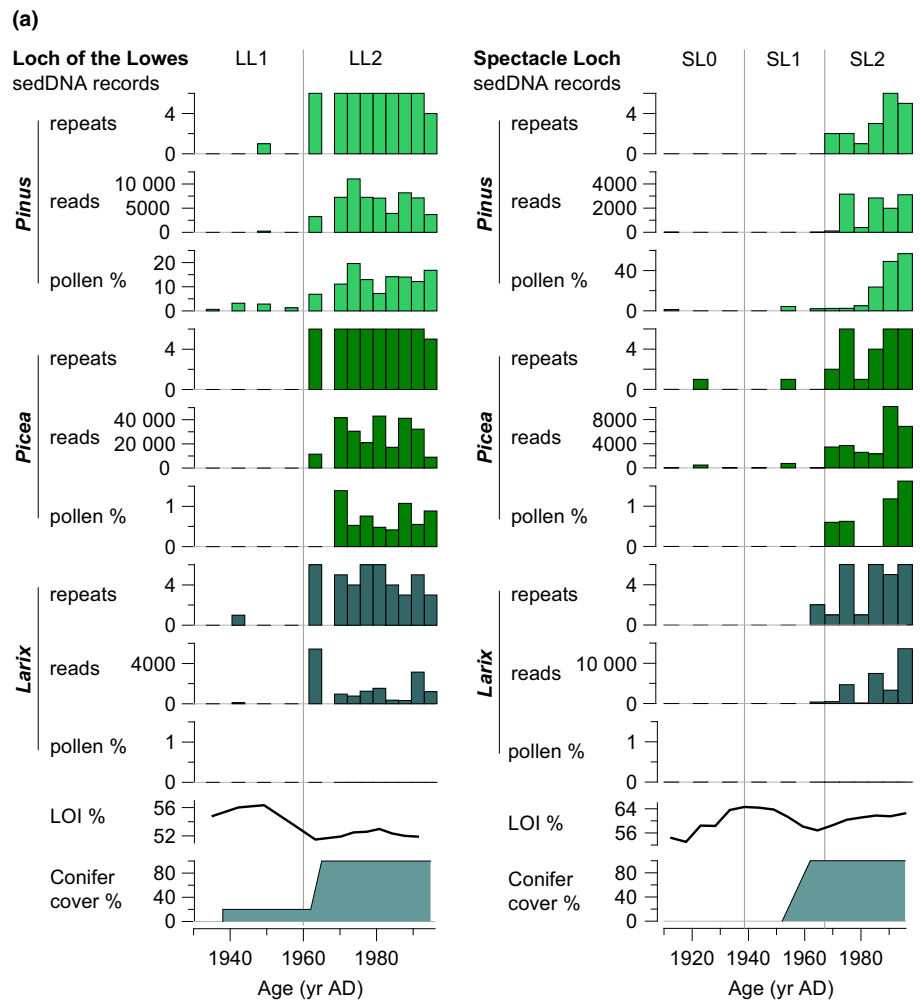 (a)
Loch of the Lowes
sedDNA records
LL1
LL2
Pinus
repeats
4
0
reads
10 000
5000
0
pollen %
20
10
0
Picea
repeats
4
0
reads
40 000
20 000
0
pollen %
1
0
Larix
repeats
4
0
reads
4000
0
pollen %
1
0
LOI %
56
52
Conifer
cover %
80
40
0
1940
1960
1980
Age (yr AD)
Spectacle Loch
sedDNA records
SL0
SL1
SL2
Pinus
repeats
4
0
reads
4000
2000
0
pollen %
40
0
Picea
repeats
4
0
reads
8000
4000
0
pollen %
1
0
Larix
repeats
4
0
reads
10 000
0
pollen %
1
0
LOI %
64
56
Conifer
cover %
80
40
0
1920
1940
1960
1980
Age (yr AD)